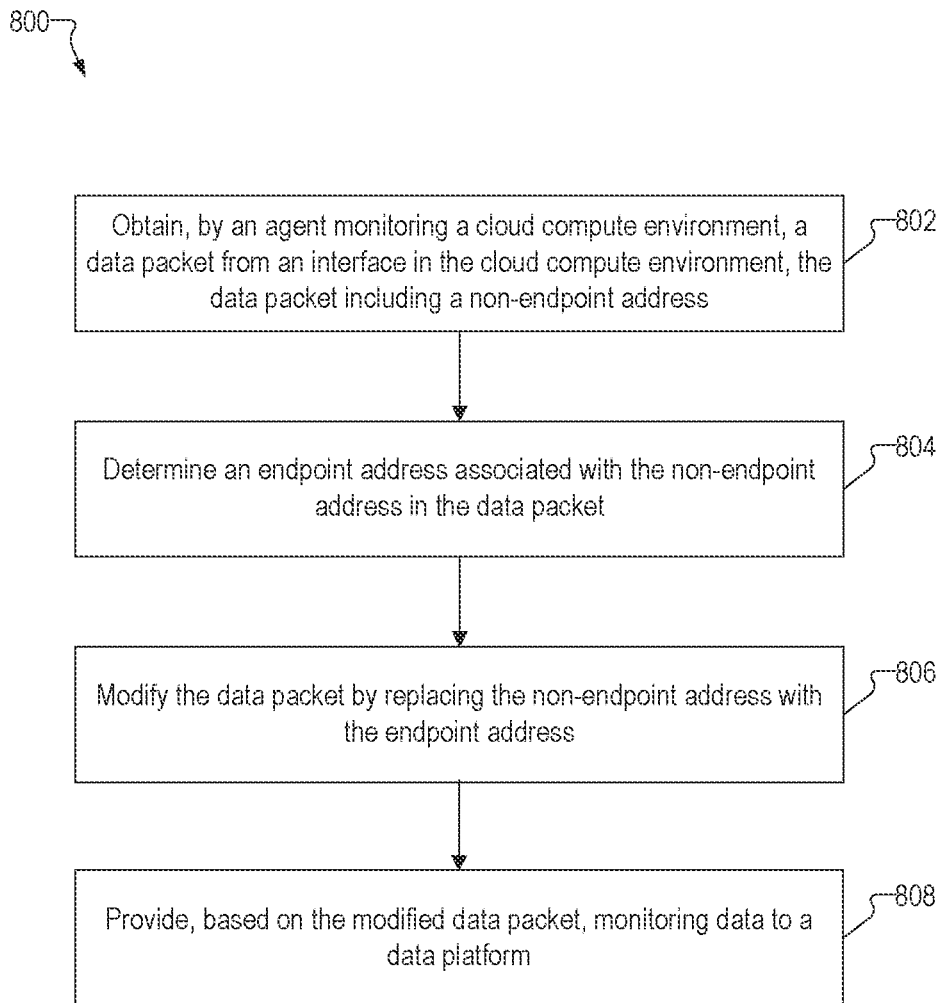 800
Obtain, by an agent monitoring a cloud compute environment, a
data packet from an interface in the cloud compute environment, the
data packet including a non-endpoint address
802
Determine an endpoint address associated with the non-endpoint
address in the data packet
804
Modify the data packet by replacing the non-endpoint address with
the endpoint address
806
Provide, based on the modified data packet, monitoring data to a
data platform
808